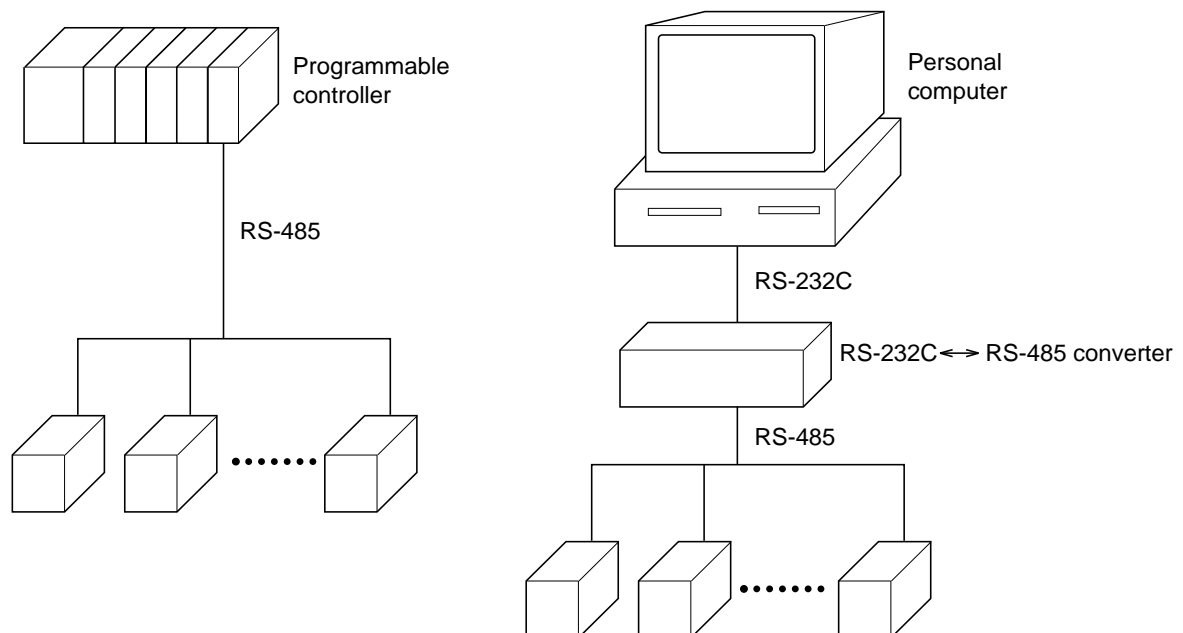 Programmable
controller
RS-485
Personal
computer
RS-232C
RS-232C ↔ RS-485 converter
RS-485